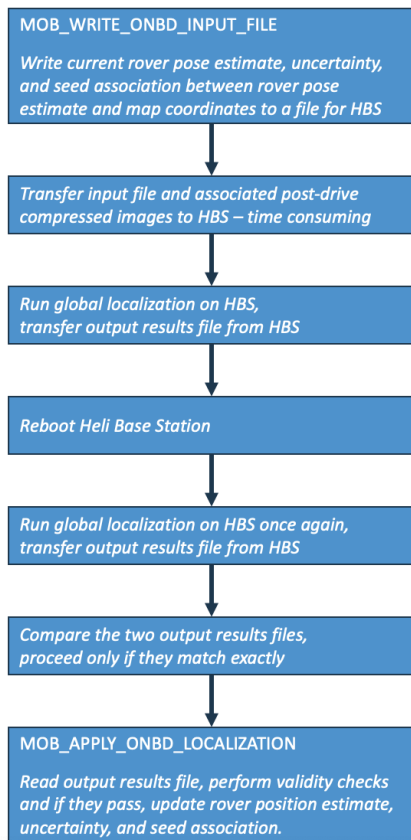 MOB_WRITE_ONBD_INPUT_FILE
Write current rover pose estimate, uncertainty,
and seed association between rover pose
estimate and map coordinates to a file for HBS
Transfer input file and associated post-drive
compressed images to HBS – time consuming
Run global localization on HBS,
transfer output results file from HBS
Reboot Heli Base Station
Run global localization on HBS once again,
transfer output results file from HBS
Compare the two output results files,
proceed only if they match exactly
MOB_APPLY_ONBD_LOCALIZATION
Read output results file, perform validity checks
and if they pass, update rover position estimate,
uncertainty, and seed association.